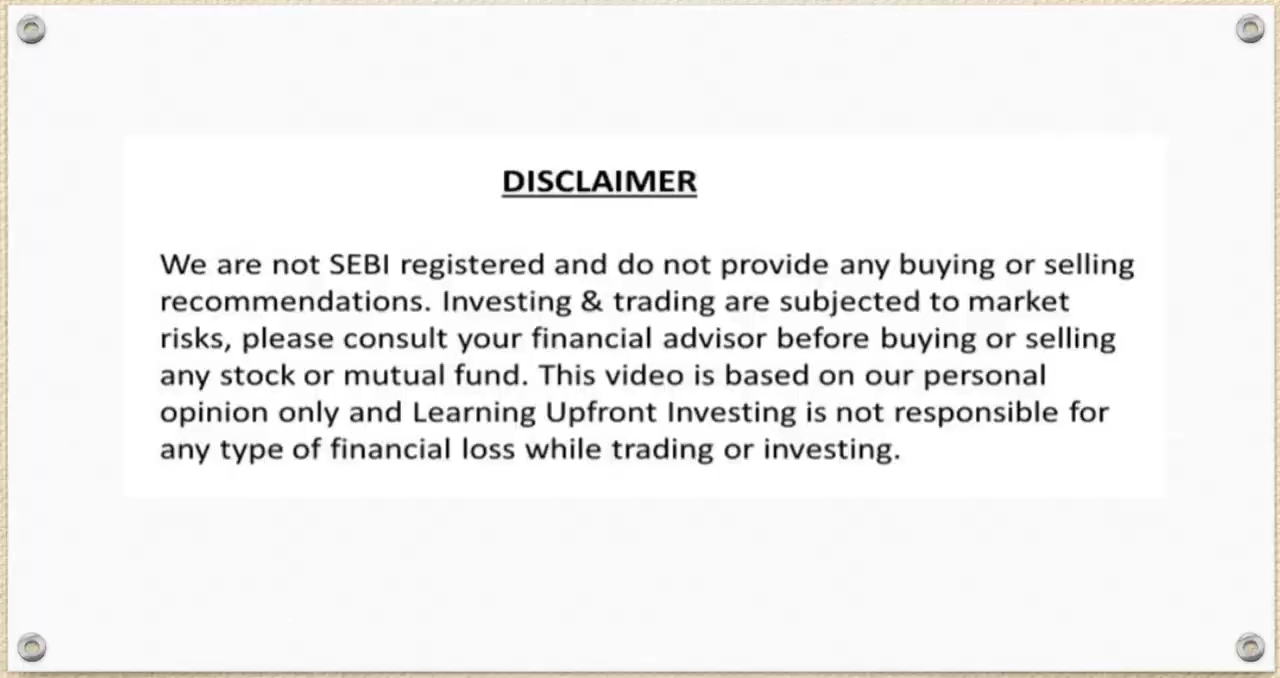 DISCLAIMER
We are not SEBI registered and do not provide any buying or selling
recommendations. Investing & trading are subjected to market
risks, please consult your financial advisor before buying or selling
any stock or mutual fund. This video is based on our personal
opinion only and Learning Upfront Investing is not responsible for
any type of financial loss while trading or investing.